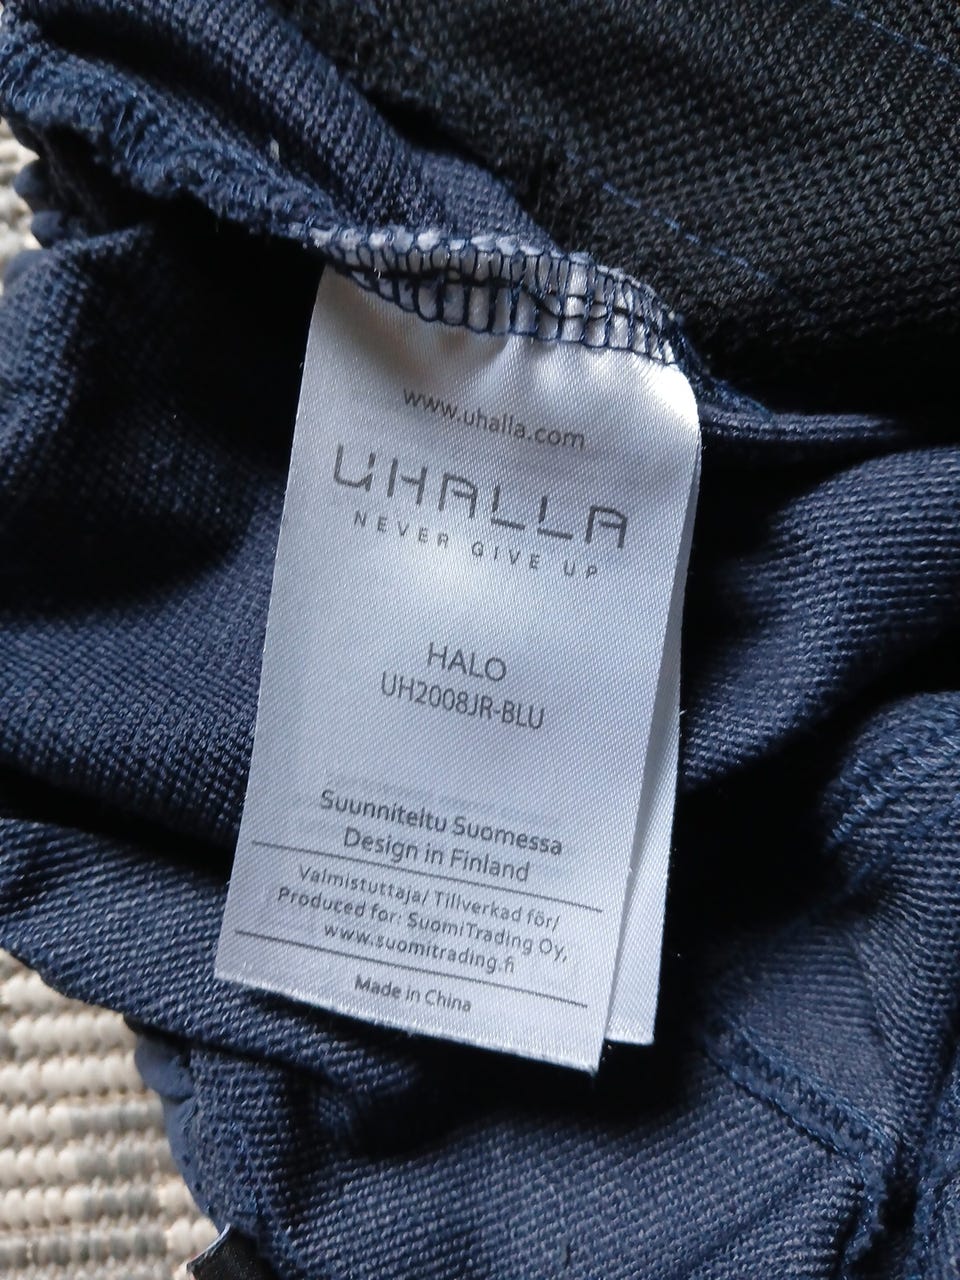 www.uhalla.com
UHALLA
NEVER GIVE UP
HALO
UH2008JR-BLU
Suunniteltu Suomessa
Design in Finland
Valmistuttaja/ Tillverkad för/
Produced for: SuomiTrading Oy,
www.suomitrading.fi
Made in China